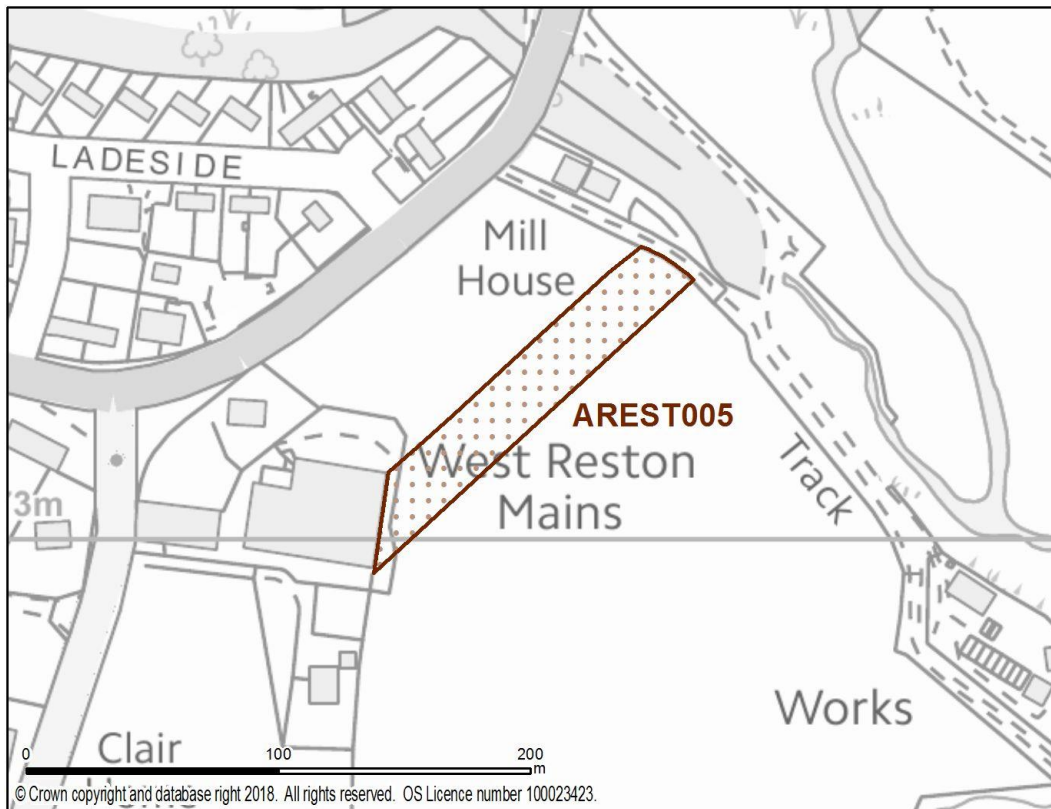 LADESIDE
Mill
House
AREST005
West Reston
Mains
Track
73m
Works
Clair
0 100 200
m
© Crown copyright and database right 2018. All rights reserved. OS Licence number 100023423.